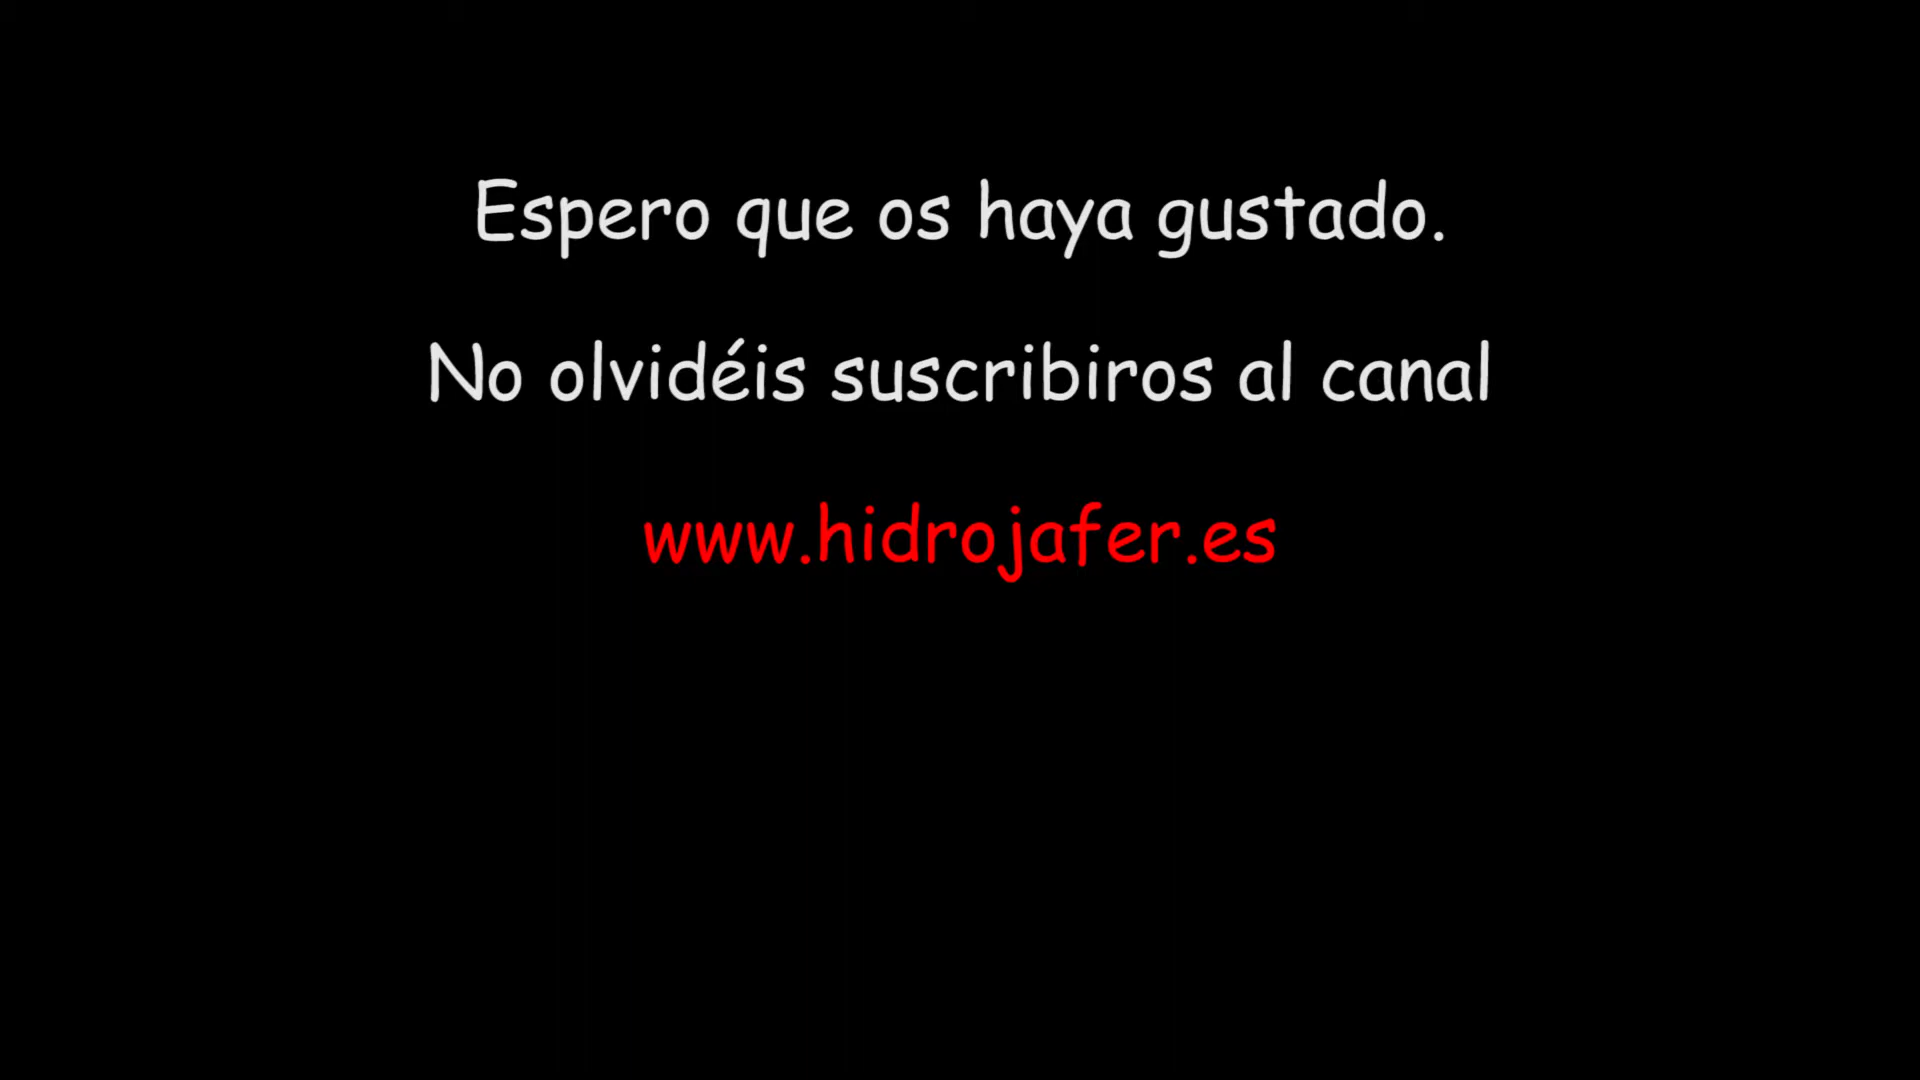 Espero que os haya gustado.
No olvidéis suscribiros al canal
www.hidrojafer.es